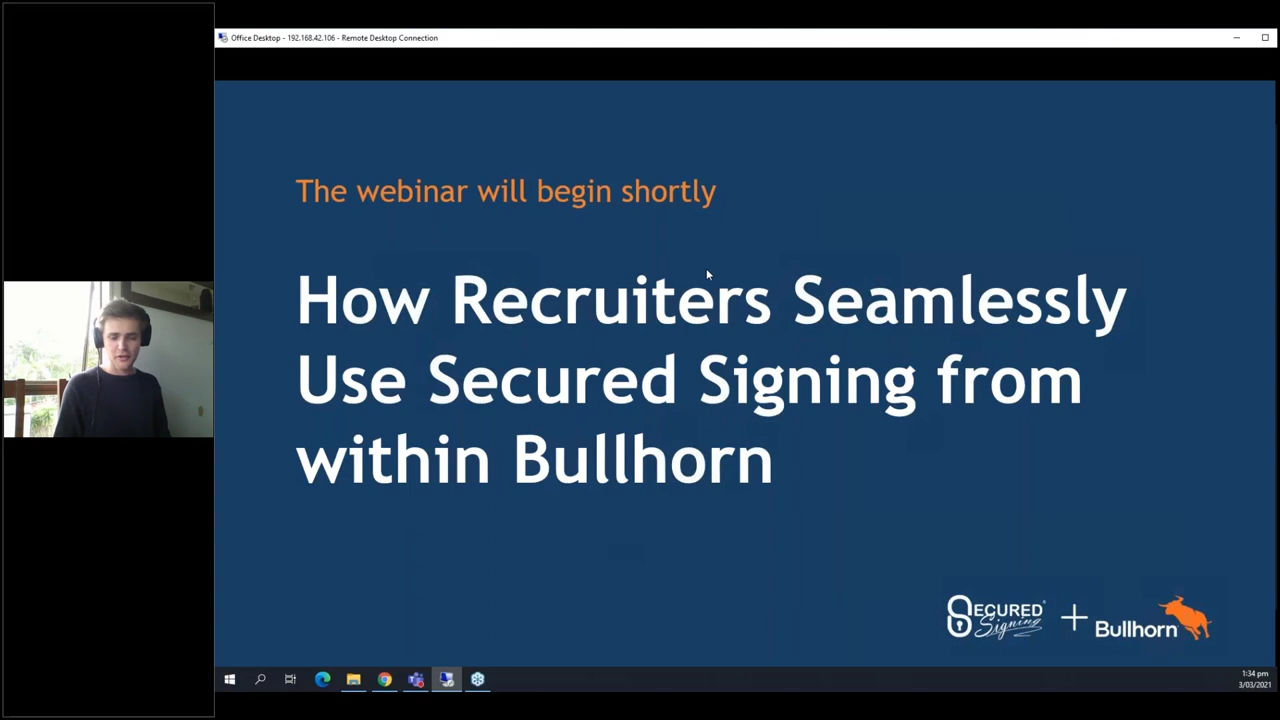 Office Desktop - 192.168.42.106 - Remote Desktop Connection
The webinar will begin shortly
How Recruiters Seamlessly
Use Secured Signing from
within Bullhorn
SECURED
Signing
+
Bullhorn
1:34 pm
3/03/2021